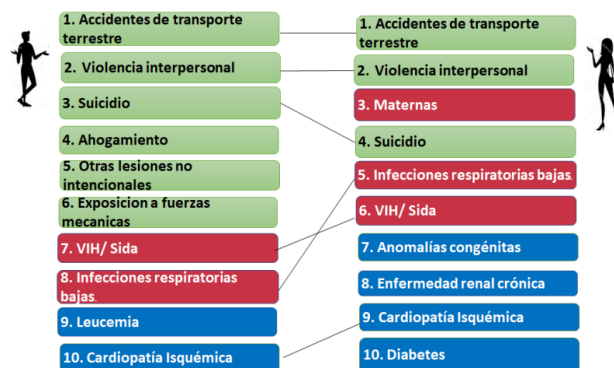 1. Accidentes de transporte
terrestre
2. Violencia interpersonal
3. Suicidio
4. Ahogamiento
5. Otras lesiones no
intencionales
6. Exposicion a fuerzas
mecanicas
7. VIH/ Sida
8. Infecciones respiratorias
bajas.
9. Leucemia
10. Cardiopatía Isquémica
1. Accidentes de transporte
terrestre
2. Violencia interpersonal
3. Maternas
4. Suicidio
5. Infecciones respiratorias bajas.
6. VIH/ Sida
7. Anomalías congénitas
8. Enfermedad renal crónica
9. Cardiopatía Isquémica
10. Diabetes